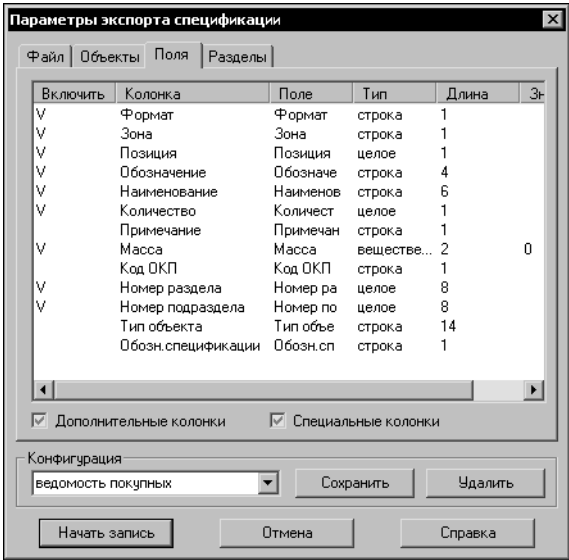 Параметры экспорта спецификации
Файл Объекты Поля Разделы
Включить Колонка Поле Тип Длина Зн
V Формат Формат строка 1
V Зона Зона строка 1
V Позиция Позиция целое 1
V Обозначение Обозначе строка 4
V Наименование Наименов строка 6
V Количество Количест целое 1
Примечание Примечан строка 1
V Масса Масса веществе... 2 0
Код ОКП Код ОКП строка 1
V Номер раздела Номер ра целое 8
V Номер подраздела Номер по целое 8
Тип объекта Тип объе строка 14
Обозн.спецификации Обозн.сп строка 1
Дополнительные колонки Специальные колонки
Конфигурация
ведомость покупных Сохранить Удалить
Начать запись Отмена Справка